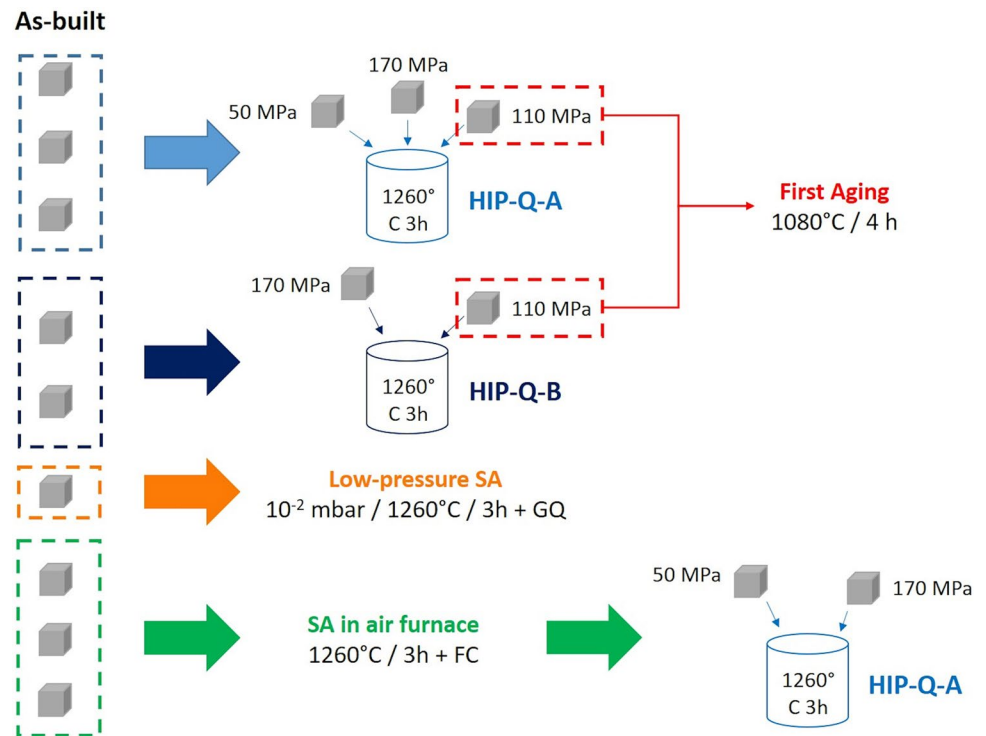 As-built
170 MPa
50 MPa
110 MPa
1260°
C 3h
HIP-Q-A
First Aging
1080°C / 4 h
170 MPa
110 MPa
1260°
C 3h
HIP-Q-B
Low-pressure SA
10⁻² mbar / 1260°C / 3h + GQ
50 MPa
170 MPa
SA in air furnace
1260°C / 3h + FC
1260°
C 3h
HIP-Q-A